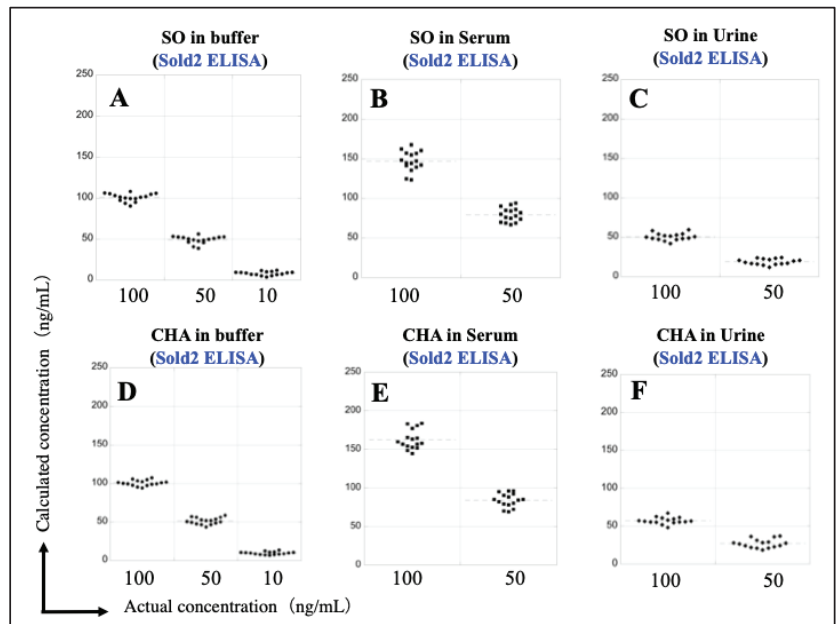 SO in buffer
(Sold2 ELISA)
SO in Serum
(Sold2 ELISA)
SO in Urine
(Sold2 ELISA)
A
250
200
150
100
50
0
100 50 10
B
250
200
150
100
50
0
100 50
C
250
200
150
100
50
0
100 50
CHA in buffer
(Sold2 ELISA)
CHA in Serum
(Sold2 ELISA)
CHA in Urine
(Sold2 ELISA)
D
250
200
150
100
50
0
100 50 10
E
250
200
150
100
50
0
100 50
F
250
200
150
100
50
0
100 50
Calculated concentration (ng/mL)
Actual concentration (ng/mL)